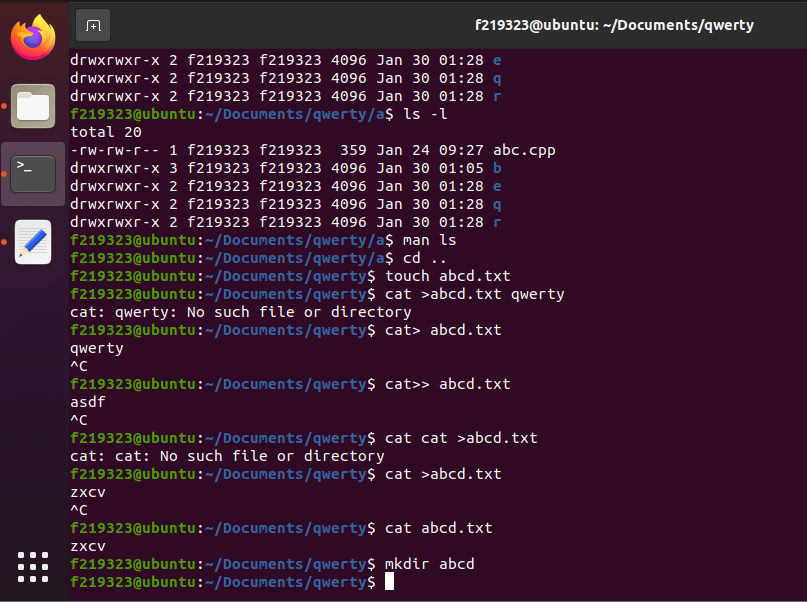 f219323@ubuntu: ~/Documents/qwerty
drwxrwxr-x 2 f219323 f219323 4096 Jan 30 01:28 e
drwxrwxr-x 2 f219323 f219323 4096 Jan 30 01:28 q
drwxrwxr-x 2 f219323 f219323 4096 Jan 30 01:28 r
f219323@ubuntu:~/Documents/qwerty/a$ ls -l
total 20
-rw-rw-r-- 1 f219323 f219323  359 Jan 24 09:27 abc.cpp
drwxrwxr-x 3 f219323 f219323 4096 Jan 30 01:05 b
drwxrwxr-x 2 f219323 f219323 4096 Jan 30 01:28 e
drwxrwxr-x 2 f219323 f219323 4096 Jan 30 01:28 q
drwxrwxr-x 2 f219323 f219323 4096 Jan 30 01:28 r
f219323@ubuntu:~/Documents/qwerty/a$ man ls
f219323@ubuntu:~/Documents/qwerty/a$ cd ..
f219323@ubuntu:~/Documents/qwerty$ touch abcd.txt
f219323@ubuntu:~/Documents/qwerty$ cat >abcd.txt qwerty
cat: qwerty: No such file or directory
f219323@ubuntu:~/Documents/qwerty$ cat> abcd.txt
qwerty
^C
f219323@ubuntu:~/Documents/qwerty$ cat>> abcd.txt
asdf
^C
f219323@ubuntu:~/Documents/qwerty$ cat cat >abcd.txt
cat: cat: No such file or directory
f219323@ubuntu:~/Documents/qwerty$ cat >abcd.txt
zxcv
^C
f219323@ubuntu:~/Documents/qwerty$ cat abcd.txt
zxcv
f219323@ubuntu:~/Documents/qwerty$ mkdir abcd
f219323@ubuntu:~/Documents/qwerty$